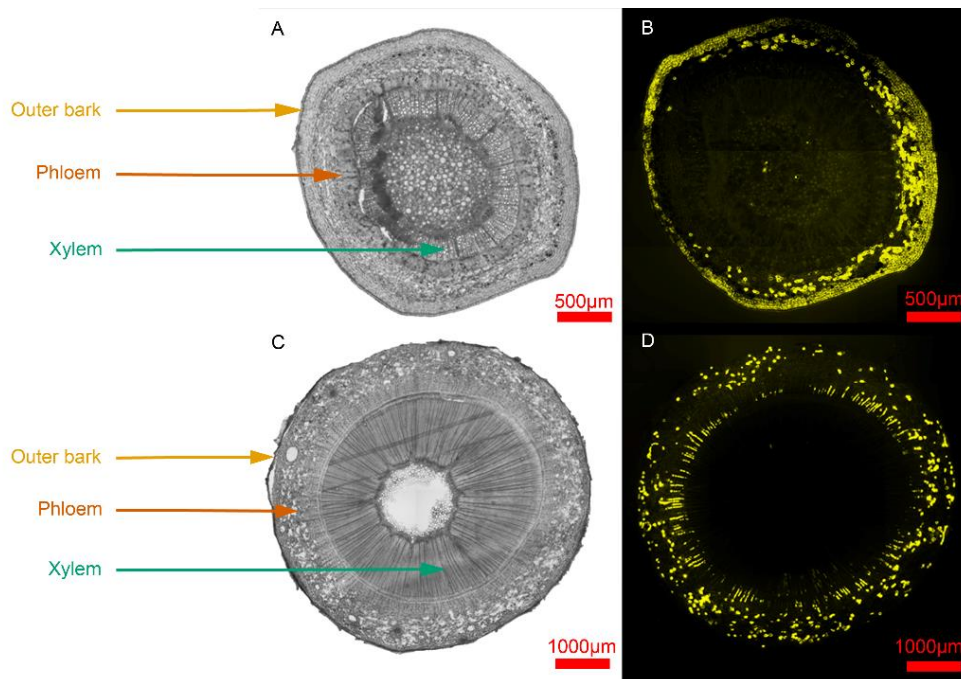 A
B
Outer bark
Phloem
Xylem
500µm
500µm
C
D
Outer bark
Phloem
Xylem
1000µm
1000µm